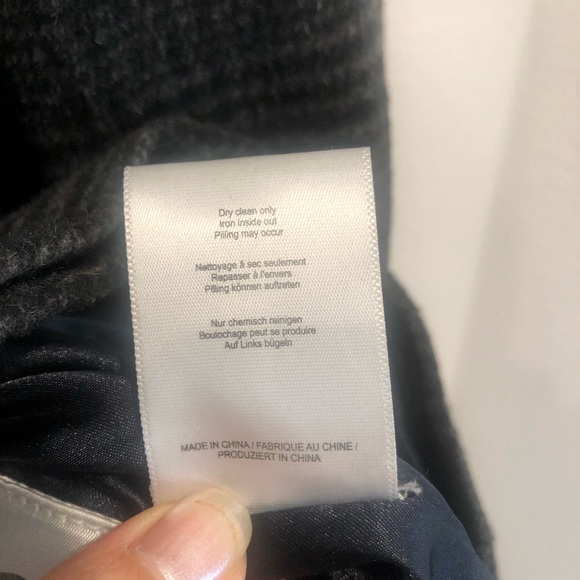 Dry clean only
Iron inside out
Pilling may occur
Nettoyage à sec seulement
Repasser à l'envers
Pilling können auftreten
Nur chemisch reinigen
Boulochage peut se produire
Auf Links bügeln
MADE IN CHINA / FABRIQUE AU CHINE /
PRODUZIERT IN CHINA